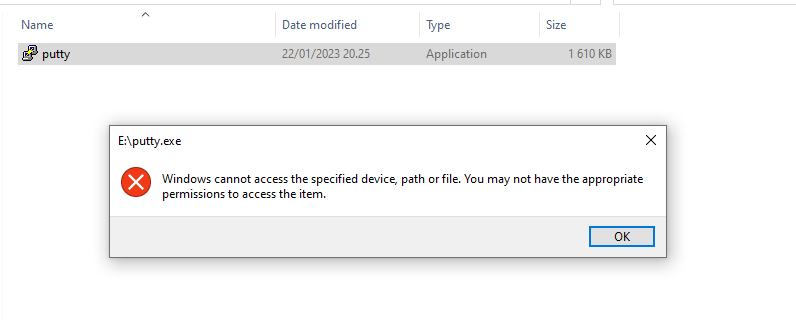 Name Date modified Type Size
putty 22/01/2023 20.25 Application 1 610 KB
E:\putty.exe
Windows cannot access the specified device, path or file. You may not have the appropriate
permissions to access the item.
OK